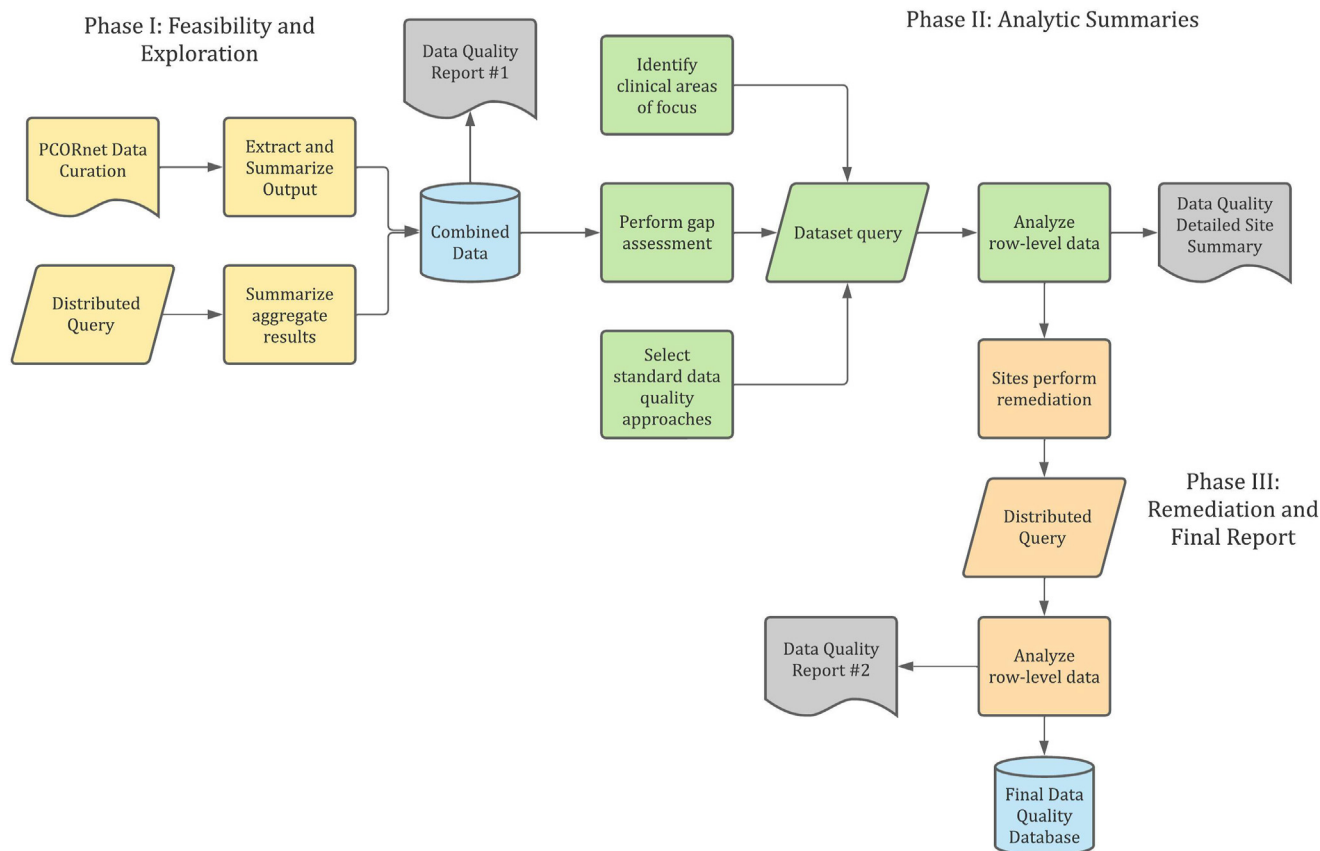 Phase I: Feasibility and
Exploration
Phase II: Analytic Summaries
Data Quality
Report #1
Identify
clinical areas
of focus
PCORnet Data
Curation
Extract and
Summarize
Output
Combined
Data
Perform gap
assessment
Dataset query
Analyze
row-level data
Data Quality
Detailed Site
Summary
Distributed
Query
Summarize
aggregate
results
Select
standard data
quality
approaches
Sites perform
remediation
Phase III:
Remediation and
Final Report
Distributed
Query
Data Quality
Report #2
Analyze
row-level data
Final Data
Quality
Database